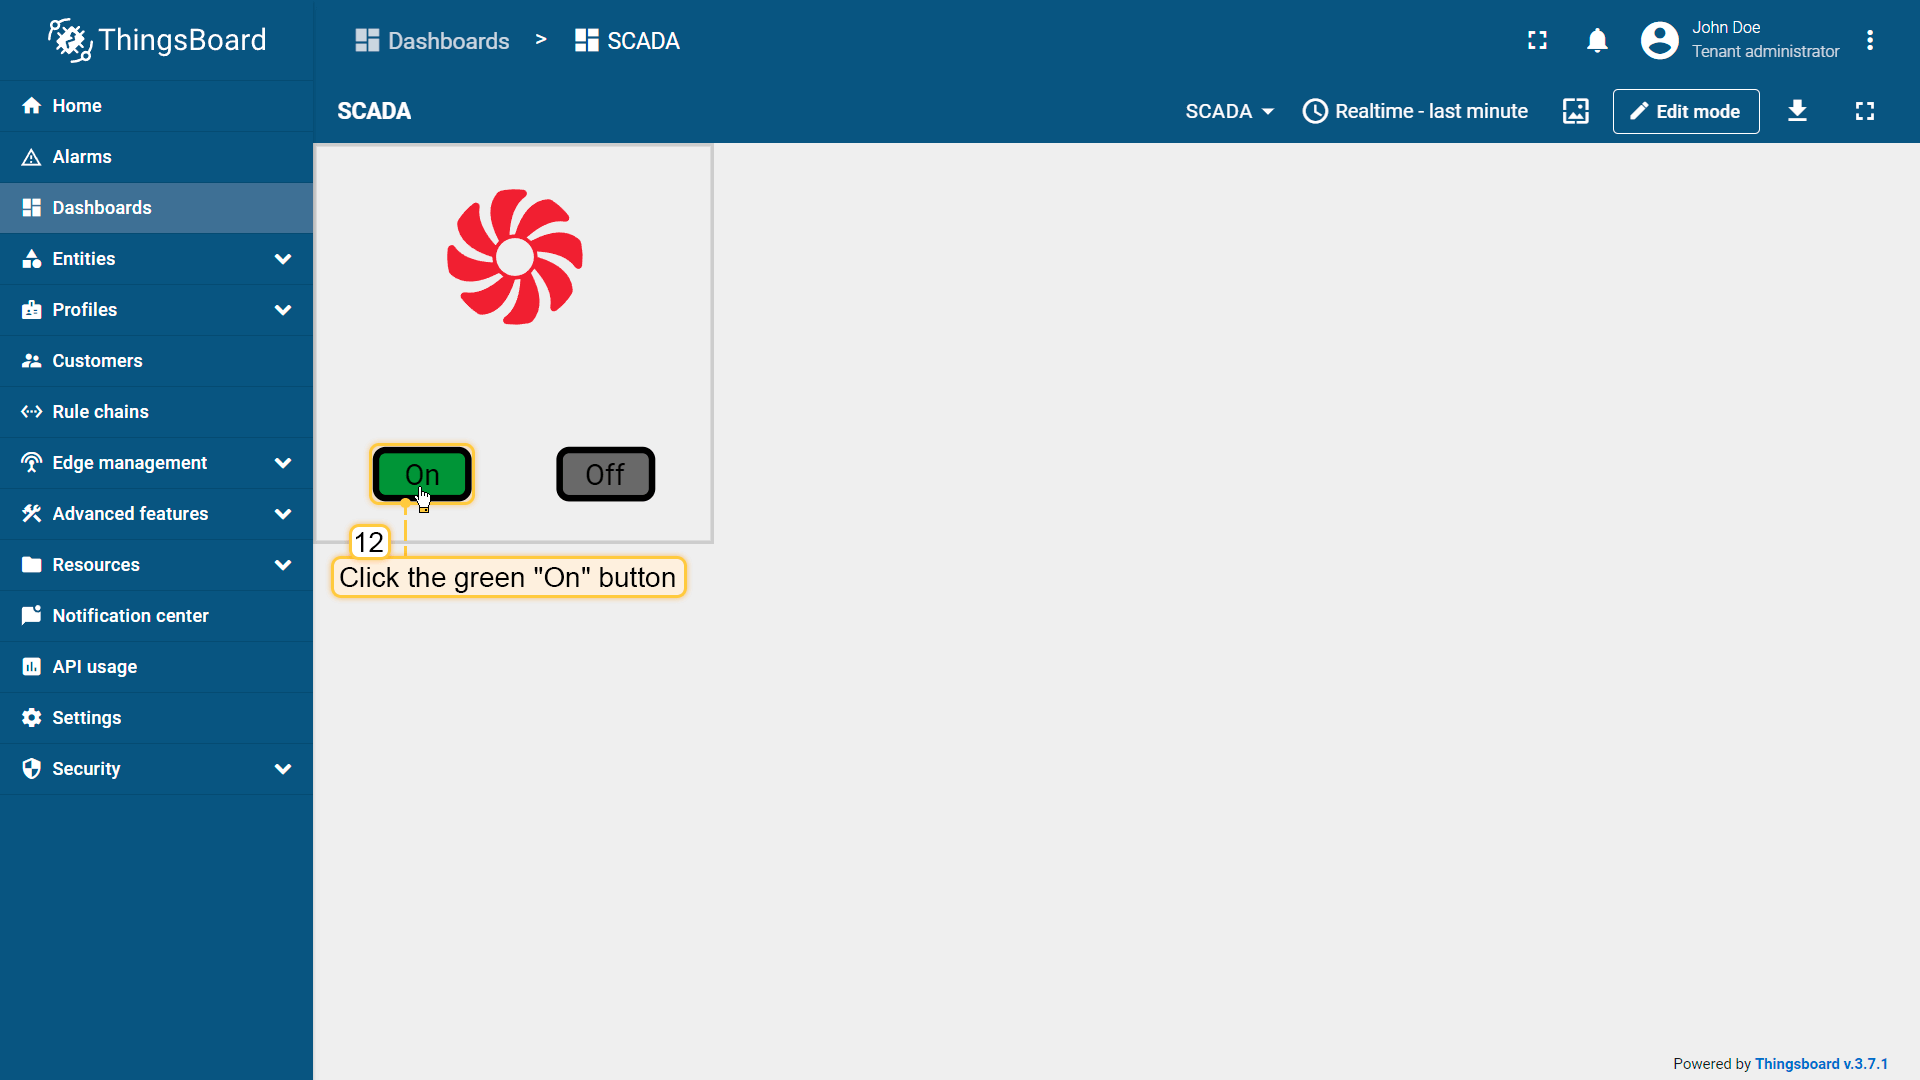 ThingsBoard
Dashboards > SCADA
John Doe
Tenant administrator
SCADA
SCADA
Realtime - last minute
Edit mode
Home
Alarms
Dashboards
Entities
Profiles
Customers
Rule chains
Edge management
Advanced features
Resources
Notification center
API usage
Settings
Security
On
Off
12
Click the green "On" button
Powered by Thingsboard v.3.7.1